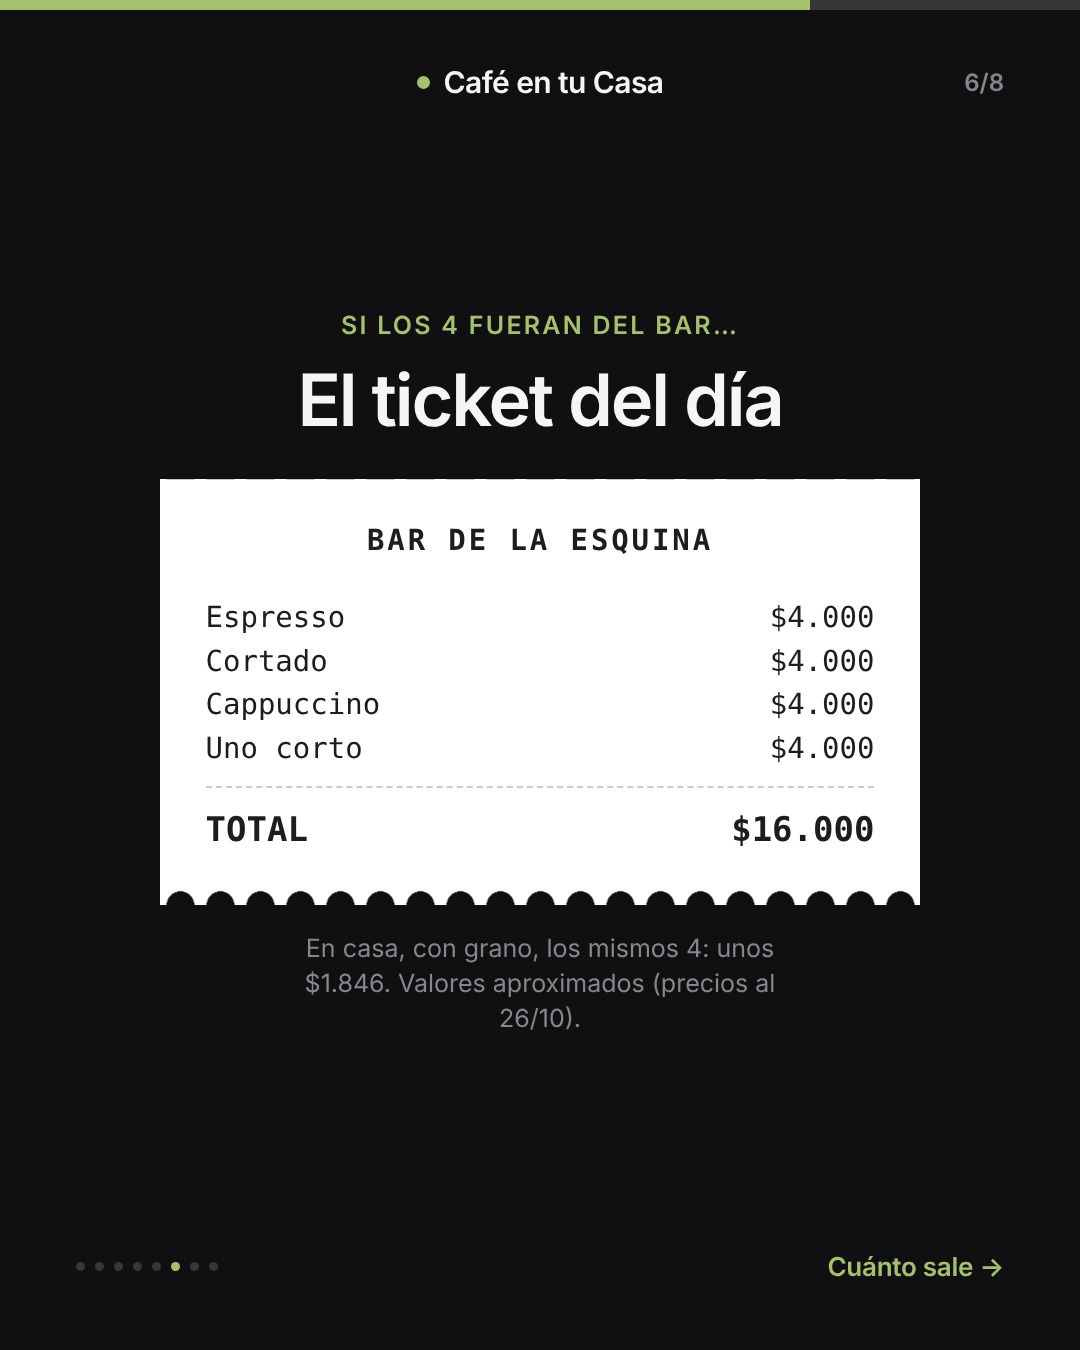 Café en tu Casa
6/8
SI LOS 4 FUERAN DEL BAR...
El ticket del día
BAR DE LA ESQUINA
Espresso $4.000
Cortado $4.000
Cappuccino $4.000
Uno corto $4.000
TOTAL $16.000
En casa, con grano, los mismos 4: unos
$1.846. Valores aproximados (precios al
26/10).
Cuánto sale →